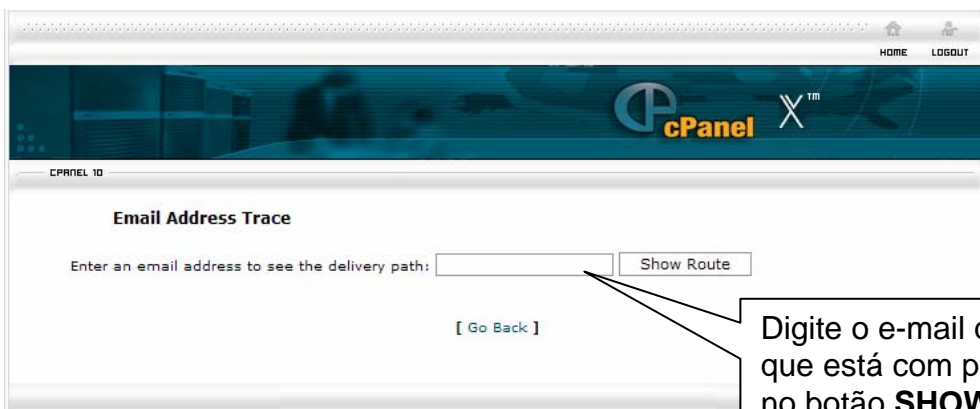 HOME LOGOUT
cPanel X™
CPANEL 10
Email Address Trace
Enter an email address to see the delivery path: Show Route
[ Go Back ]
Digite o e-mail
que está com
no botão SHOW